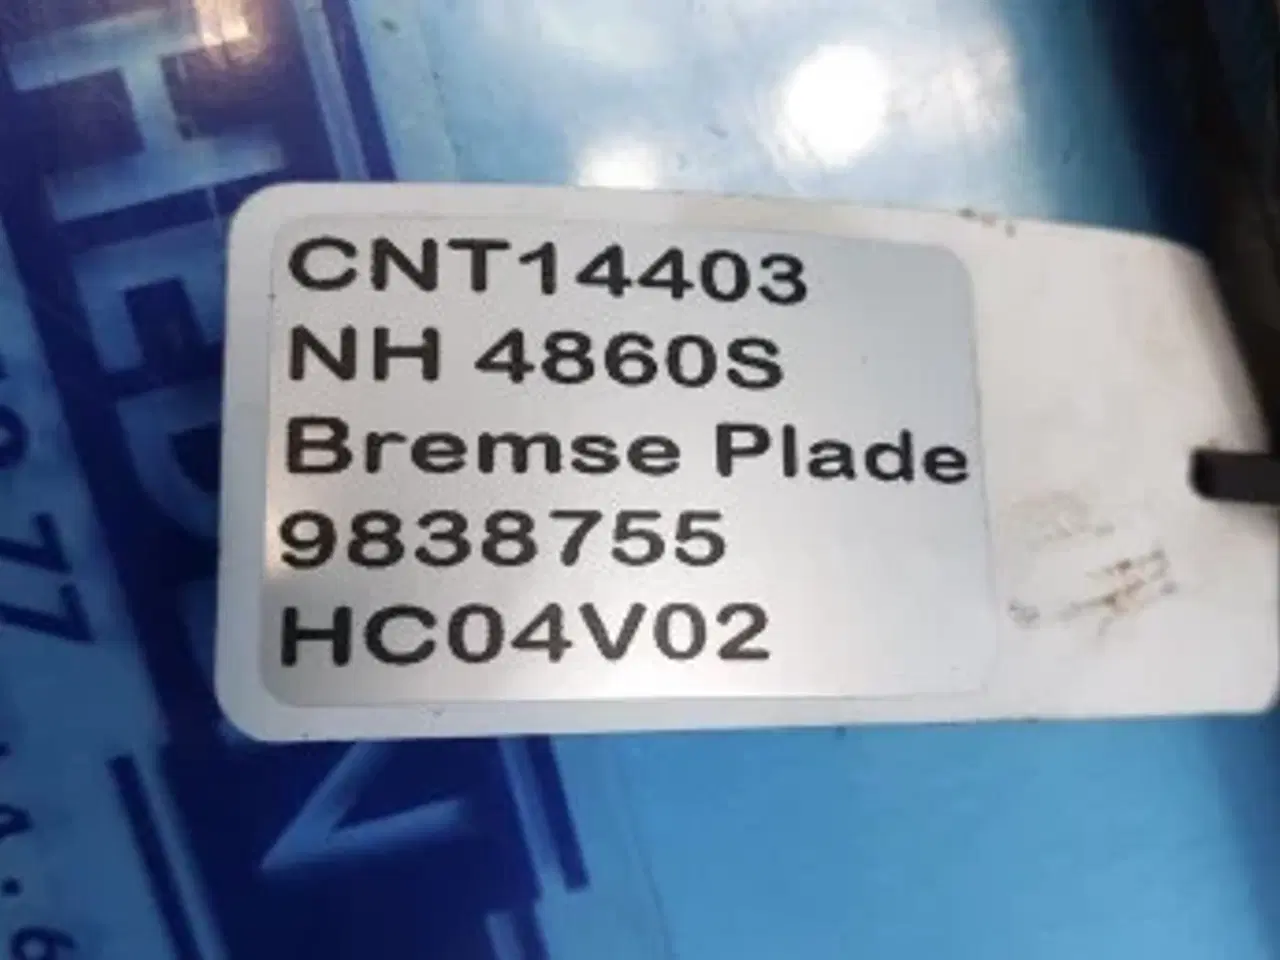 CNT14403
NH 4860S
Bremse Plade
9838755
HC04V02